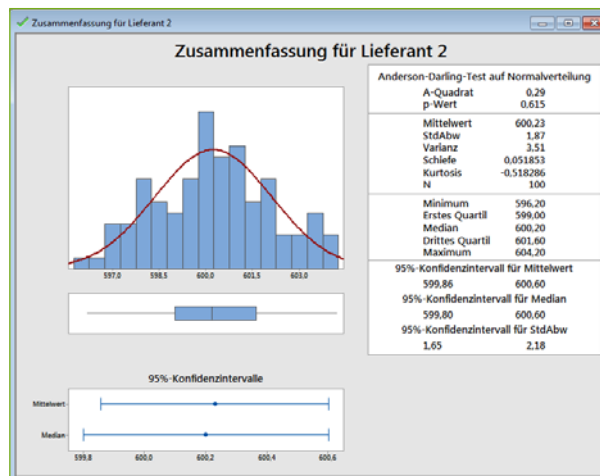 Zusammenfassung für Lieferant 2
Zusammenfassung für Lieferant 2
597,0 598,5 600,0 601,5 603,0
95%-Konfidenzintervalle
Mittelwert
Median
599,8 600,0 600,2 600,4 600,6
Anderson-Darling-Test auf Normalverteilung
A-Quadrat 0,29
p-Wert 0,615
Mittelwert 600,23
StdAbw 1,87
Varianz 3,51
Schiefe 0,051853
Kurtosis -0,518286
N 100
Minimum 596,20
Erstes Quartil 599,00
Median 600,20
Drittes Quartil 601,60
Maximum 604,20
95%-Konfidenzintervall für Mittelwert
599,86 600,60
95%-Konfidenzintervall für Median
599,80 600,60
95%-Konfidenzintervall für StdAbw
1,65 2,18